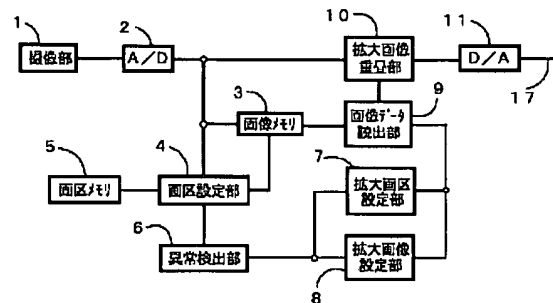 1
撮像部
2
A/D
10
拡大画像
重畳部
11
D/A
17
3
画像メモリ
9
画像データ
読出部
5
画区メモリ
4
画区設定部
7
拡大画区
設定部
6
異常検出部
拡大画像
設定部
8